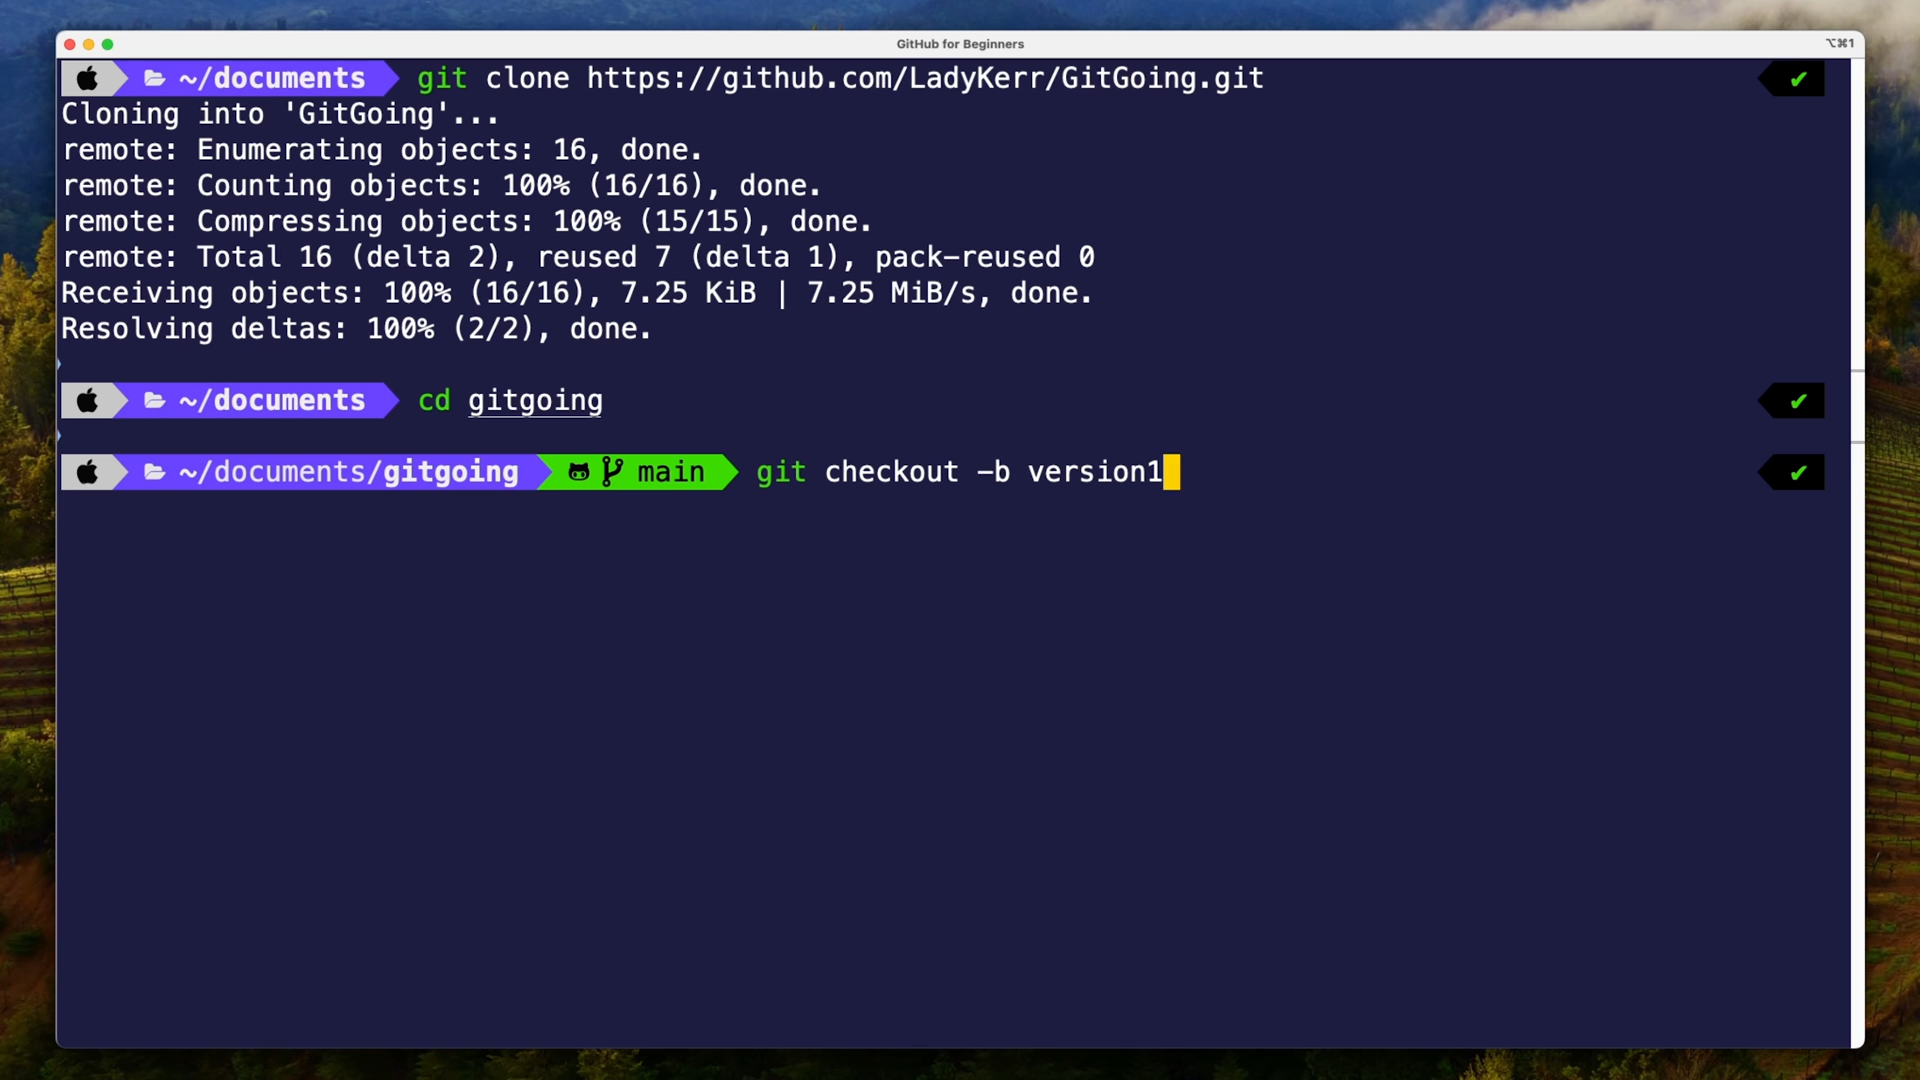 GitHub for Beginners
⌥⌘1
~/documents git clone https://github.com/LadyKerr/GitGoing.git ✔
Cloning into 'GitGoing'...
remote: Enumerating objects: 16, done.
remote: Counting objects: 100% (16/16), done.
remote: Compressing objects: 100% (15/15), done.
remote: Total 16 (delta 2), reused 7 (delta 1), pack-reused 0
Receiving objects: 100% (16/16), 7.25 KiB | 7.25 MiB/s, done.
Resolving deltas: 100% (2/2), done.
~/documents cd gitgoing ✔
~/documents/gitgoing main git checkout -b version1 ✔